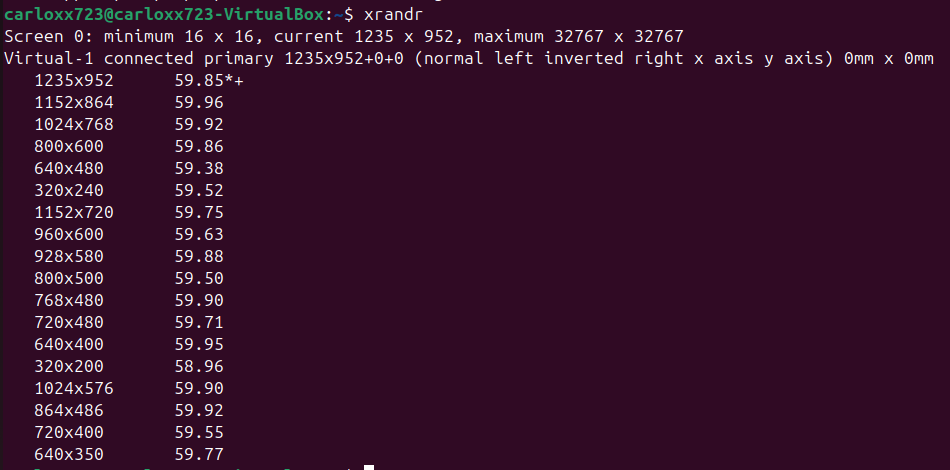 carloxx723@carloxx723-VirtualBox:~$ xrandr
Screen 0: minimum 16 x 16, current 1235 x 952, maximum 32767 x 32767
Virtual-1 connected primary 1235x952+0+0 (normal left inverted right x axis y axis) 0mm x 0mm
   1235x952      59.85*+
   1152x864      59.96
   1024x768      59.92
   800x600       59.86
   640x480       59.38
   320x240       59.52
   1152x720      59.75
   960x600       59.63
   928x580       59.88
   800x500       59.50
   768x480       59.90
   720x480       59.71
   640x400       59.95
   320x200       58.96
   1024x576      59.90
   864x486       59.92
   720x400       59.55
   640x350       59.77